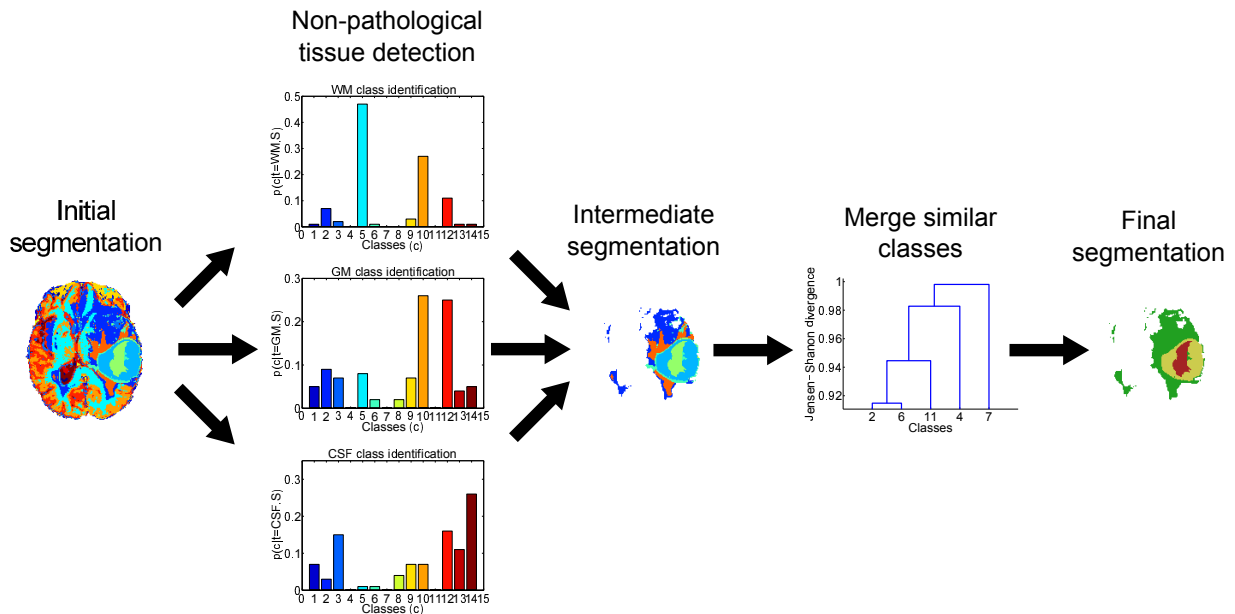 Non-pathological
tissue detection
Initial
segmentation
WM class identification
p(c|t=WM,S)
0.5
0.4
0.3
0.2
0.1
0
0 1 2 3 4 5 6 7 8 9 10 11 12 13 14 15
Classes (c)
GM class identification
p(c|t=GM,S)
0.3
0.2
0.1
0
0 1 2 3 4 5 6 7 8 9 10 11 12 13 14 15
Classes (c)
CSF class identification
p(c|t=CSF,S)
0.3
0.2
0.1
0
0 1 2 3 4 5 6 7 8 9 10 11 12 13 14 15
Classes (c)
Intermediate
segmentation
Merge similar
classes
Jensen-Shanon divergence
1
0.98
0.96
0.94
0.92
2 6 11 4 7
Classes
Final
segmentation